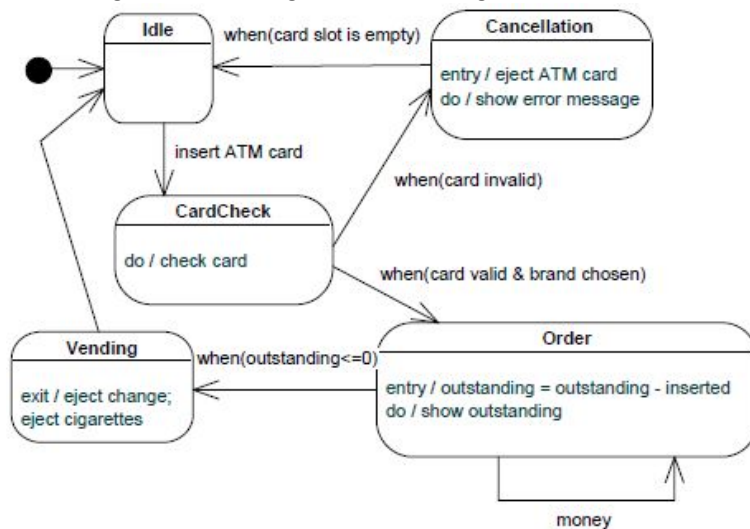 Idle
when(card slot is empty)
Cancellation
entry / eject ATM card
do / show error message
insert ATM card
when(card invalid)
CardCheck
do / check card
when(card valid & brand chosen)
Vending
exit / eject change;
eject cigarettes
when(outstanding<=0)
Order
entry / outstanding = outstanding - inserted
do / show outstanding
money